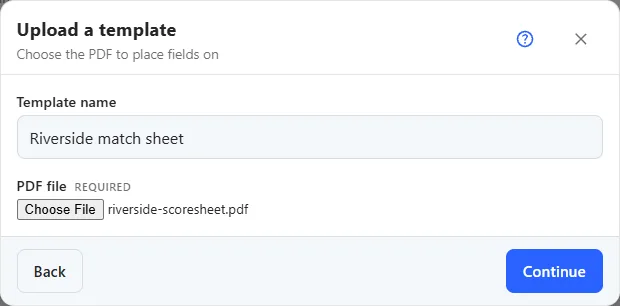 Upload a template
Choose the PDF to place fields on
Template name
Riverside match sheet
PDF file REQUIRED
Choose File riverside-scoresheet.pdf
Back
Continue